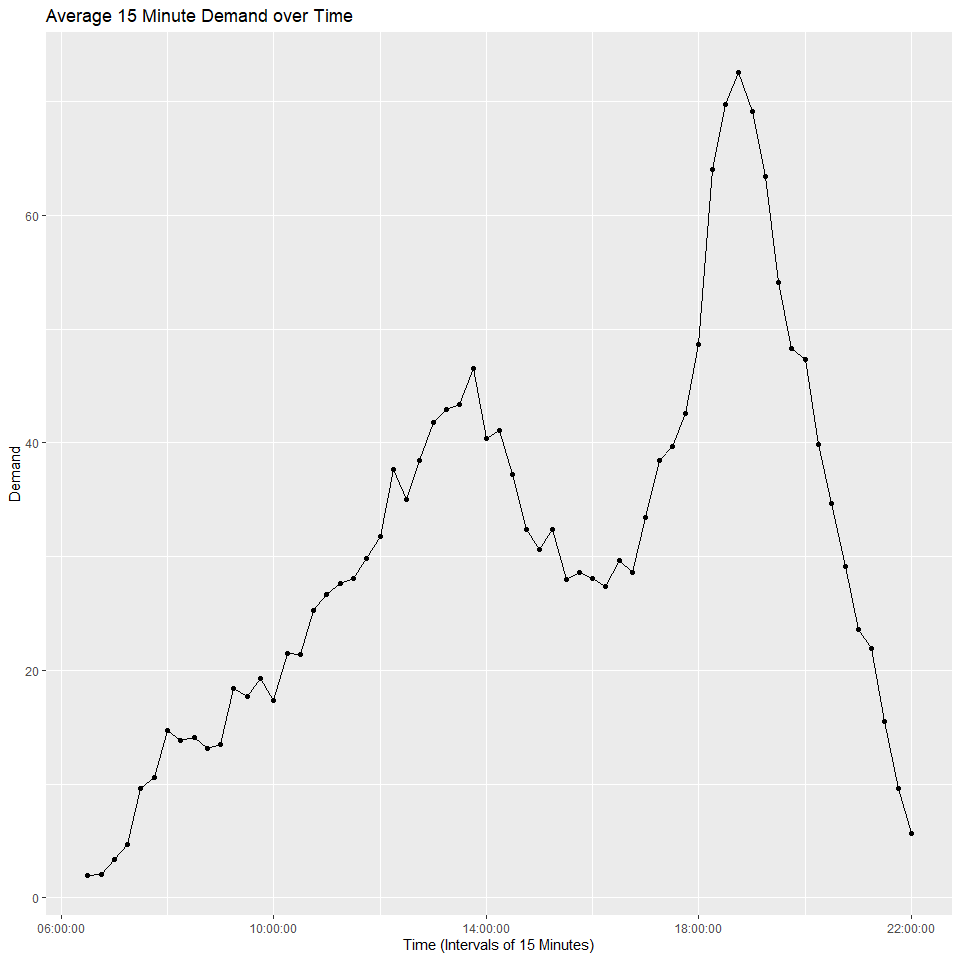 Average 15 Minute Demand over Time
Demand
60
40
20
0
06:00:00 10:00:00 14:00:00 18:00:00 22:00:00
Time (Intervals of 15 Minutes)